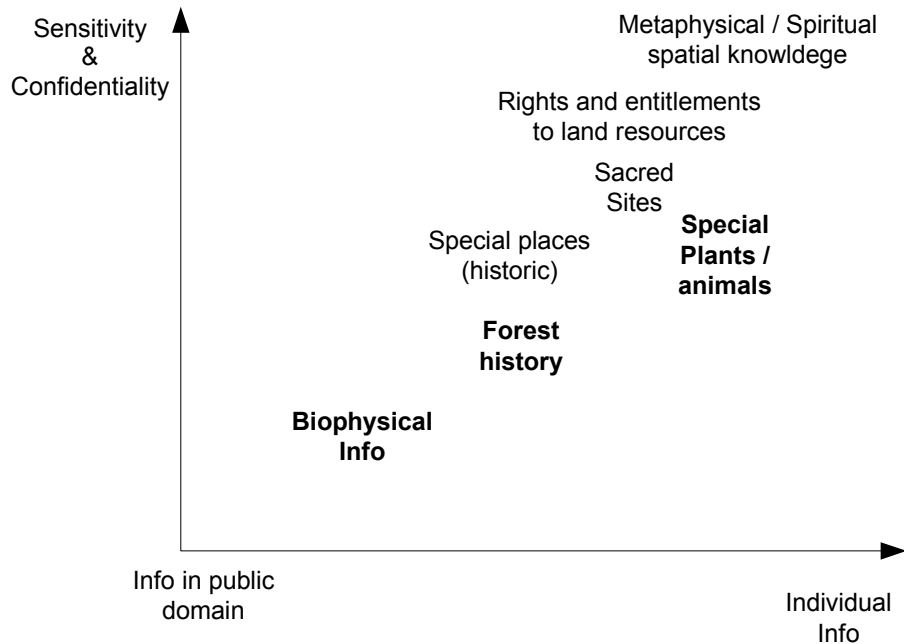 Sensitivity
&
Confidentiality
Metaphysical / Spiritual
spatial knowldege
Rights and entitlements
to land resources
Sacred
Sites
Special
Plants /
animals
Special places
(historic)
Forest
history
Biophysical
Info
Info in public
domain
Individual
Info